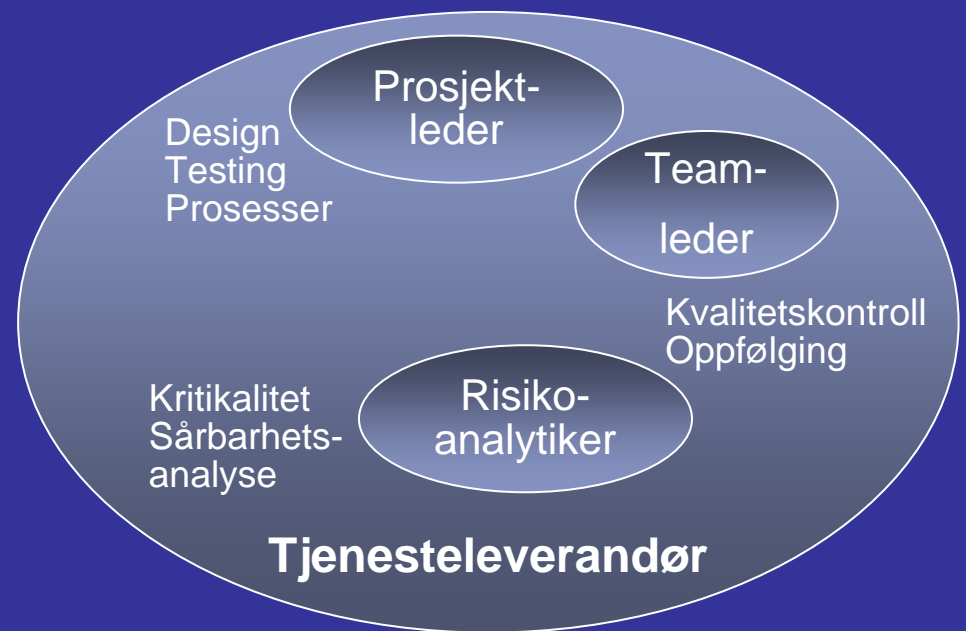 Prosjekt-
leder
Design
Testing
Prosesser
Team-
leder
Kvalitetskontroll
Oppfølging
Kritikalitet
Sårbarhets-
analyse
Risiko-
analytiker
Tjenesteleverandør